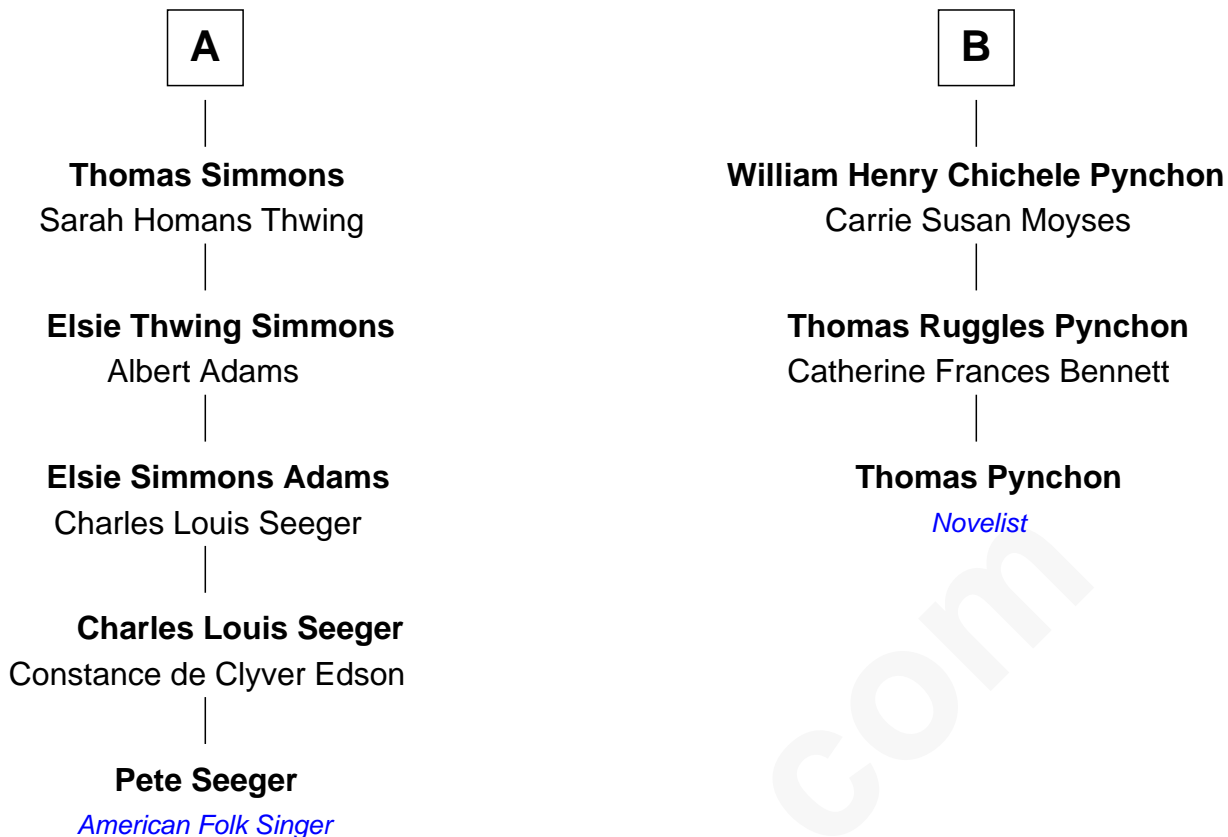 A
Thomas Simmons
Sarah Homans Thwing
Elsie Thwing Simmons
Albert Adams
Elsie Simmons Adams
Charles Louis Seeger
Charles Louis Seeger
Constance de Clyver Edson
Pete Seeger
American Folk Singer
B
William Henry Chichele Pynchon
Carrie Susan Moyses
Thomas Ruggles Pynchon
Catherine Frances Bennett
Thomas Pynchon
Novelist
com